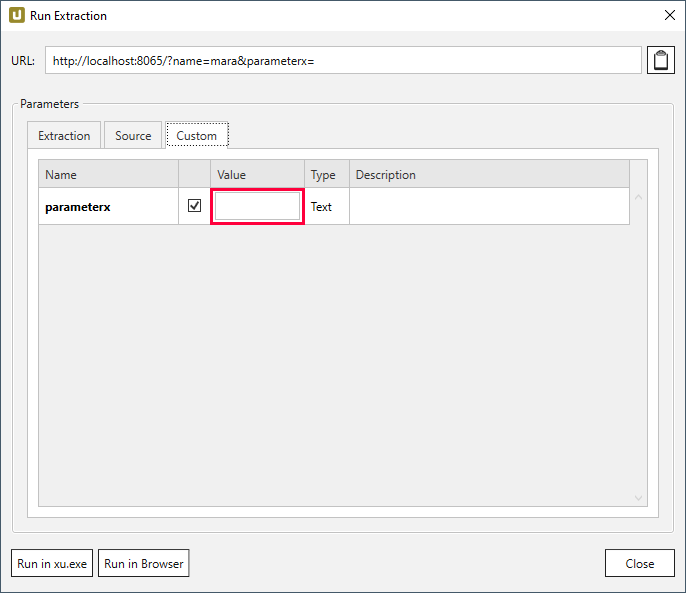 Run Extraction
URL: http://localhost:8065/?name=mara&parameterx=
Parameters
Extraction Source Custom
Name Value Type Description
parameterx Text
Run in xu.exe Run in Browser Close